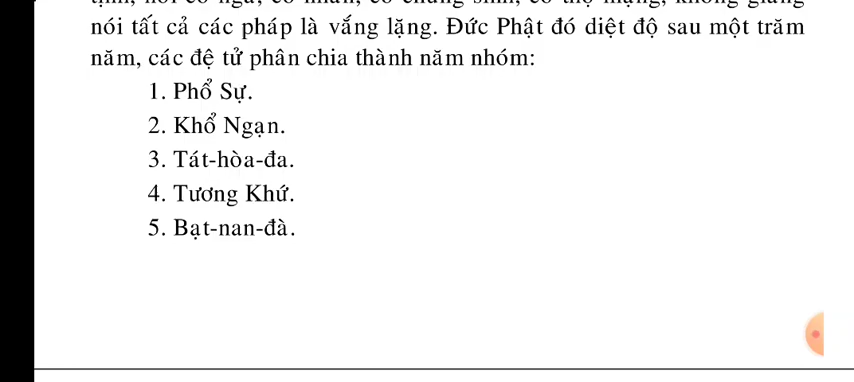 nói tất cả các pháp là vắng lặng. Đức Phật đó diệt độ sau một trăm
năm, các đệ tử phân chia thành năm nhóm:
1. Phổ Sự.
2. Khổ Ngạn.
3. Tát-hòa-đa.
4. Tương Khứ.
5. Bạt-nan-đà.